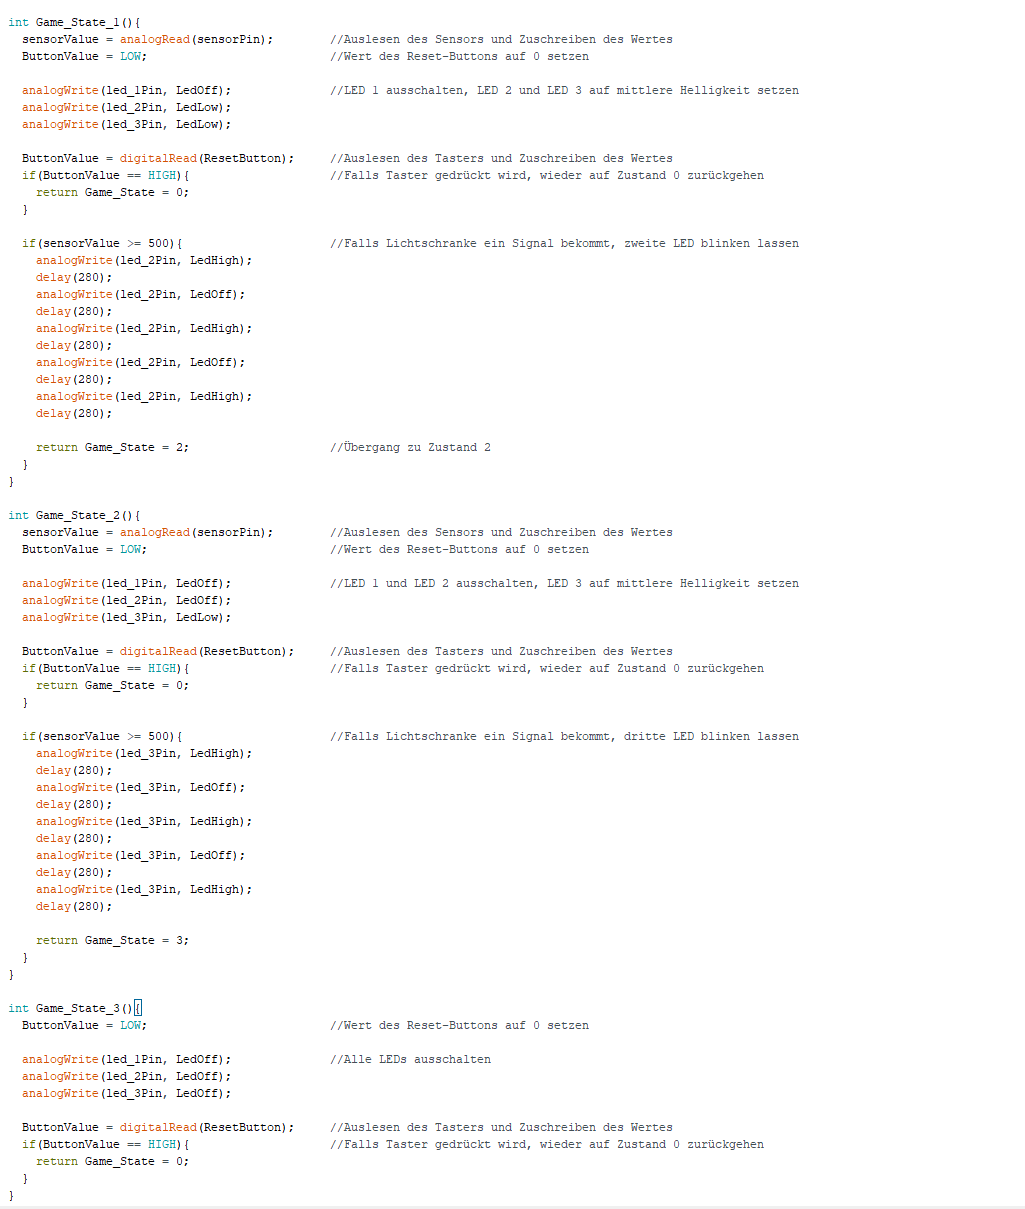 int Game_State_1(){
  sensorValue = analogRead(sensorPin);        //Auslesen des Sensors und Zuschreiben des Wertes
  ButtonValue = LOW;                          //Wert des Reset-Buttons auf 0 setzen

  analogWrite(led_1Pin, LedOff);              //LED 1 ausschalten, LED 2 und LED 3 auf mittlere Helligkeit setzen
  analogWrite(led_2Pin, LedLow);
  analogWrite(led_3Pin, LedLow);

  ButtonValue = digitalRead(ResetButton);     //Auslesen des Tasters und Zuschreiben des Wertes
  if(ButtonValue == HIGH){                    //Falls Taster gedrückt wird, wieder auf Zustand 0 zurückgehen
    return Game_State = 0;
  }

  if(sensorValue >= 500){                     //Falls Lichtschranke ein Signal bekommt, zweite LED blinken lassen
    analogWrite(led_2Pin, LedHigh);
    delay(280);
    analogWrite(led_2Pin, LedOff);
    delay(280);
    analogWrite(led_2Pin, LedHigh);
    delay(280);
    analogWrite(led_2Pin, LedOff);
    delay(280);
    analogWrite(led_2Pin, LedHigh);
    delay(280);

    return Game_State = 2;                    //Übergang zu Zustand 2
  }
}

int Game_State_2(){
  sensorValue = analogRead(sensorPin);        //Auslesen des Sensors und Zuschreiben des Wertes
  ButtonValue = LOW;                          //Wert des Reset-Buttons auf 0 setzen

  analogWrite(led_1Pin, LedOff);              //LED 1 und LED 2 ausschalten, LED 3 auf mittlere Helligkeit setzen
  analogWrite(led_2Pin, LedOff);
  analogWrite(led_3Pin, LedLow);

  ButtonValue = digitalRead(ResetButton);     //Auslesen des Tasters und Zuschreiben des Wertes
  if(ButtonValue == HIGH){                    //Falls Taster gedrückt wird, wieder auf Zustand 0 zurückgehen
    return Game_State = 0;
  }

  if(sensorValue >= 500){                     //Falls Lichtschranke ein Signal bekommt, dritte LED blinken lassen
    analogWrite(led_3Pin, LedHigh);
    delay(280);
    analogWrite(led_3Pin, LedOff);
    delay(280);
    analogWrite(led_3Pin, LedHigh);
    delay(280);
    analogWrite(led_3Pin, LedOff);
    delay(280);
    analogWrite(led_3Pin, LedHigh);
    delay(280);

    return Game_State = 3;
  }
}

int Game_State_3(){
  ButtonValue = LOW;                          //Wert des Reset-Buttons auf 0 setzen

  analogWrite(led_1Pin, LedOff);              //Alle LEDs ausschalten
  analogWrite(led_2Pin, LedOff);
  analogWrite(led_3Pin, LedOff);

  ButtonValue = digitalRead(ResetButton);     //Auslesen des Tasters und Zuschreiben des Wertes
  if(ButtonValue == HIGH){                    //Falls Taster gedrückt wird, wieder auf Zustand 0 zurückgehen
    return Game_State = 0;
  }
}